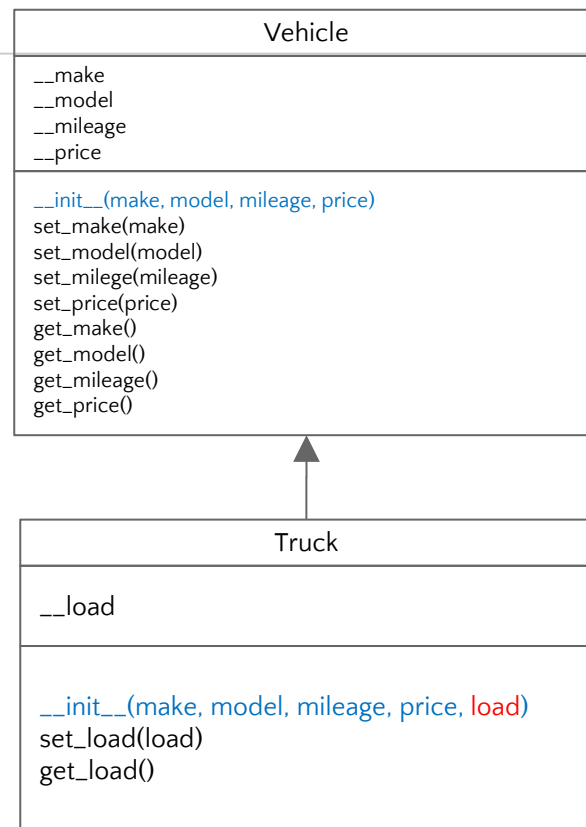 Vehicle
__make
__model
__mileage
__price
__init__(make, model, mileage, price)
set_make(make)
set_model(model)
set_milege(mileage)
set_price(price)
get_make()
get_model()
get_mileage()
get_price()
Truck
__load
__init__(make, model, mileage, price, load)
set_load(load)
get_load()